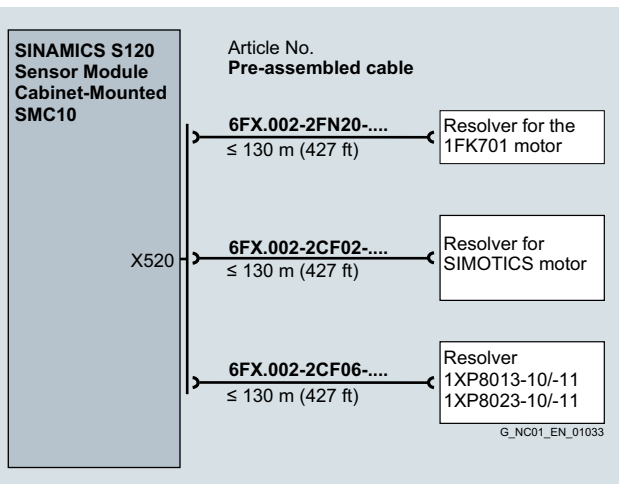 SINAMICS S120
Sensor Module
Cabinet-Mounted
SMC10
Article No.
Pre-assembled cable
6FX.002-2FN20-....
≤ 130 m (427 ft)
Resolver for the
1FK701 motor
X520
6FX.002-2CF02-....
≤ 130 m (427 ft)
Resolver for
SIMOTICS motor
6FX.002-2CF06-....
≤ 130 m (427 ft)
Resolver
1XP8013-10/-11
1XP8023-10/-11
G_NC01_EN_01033